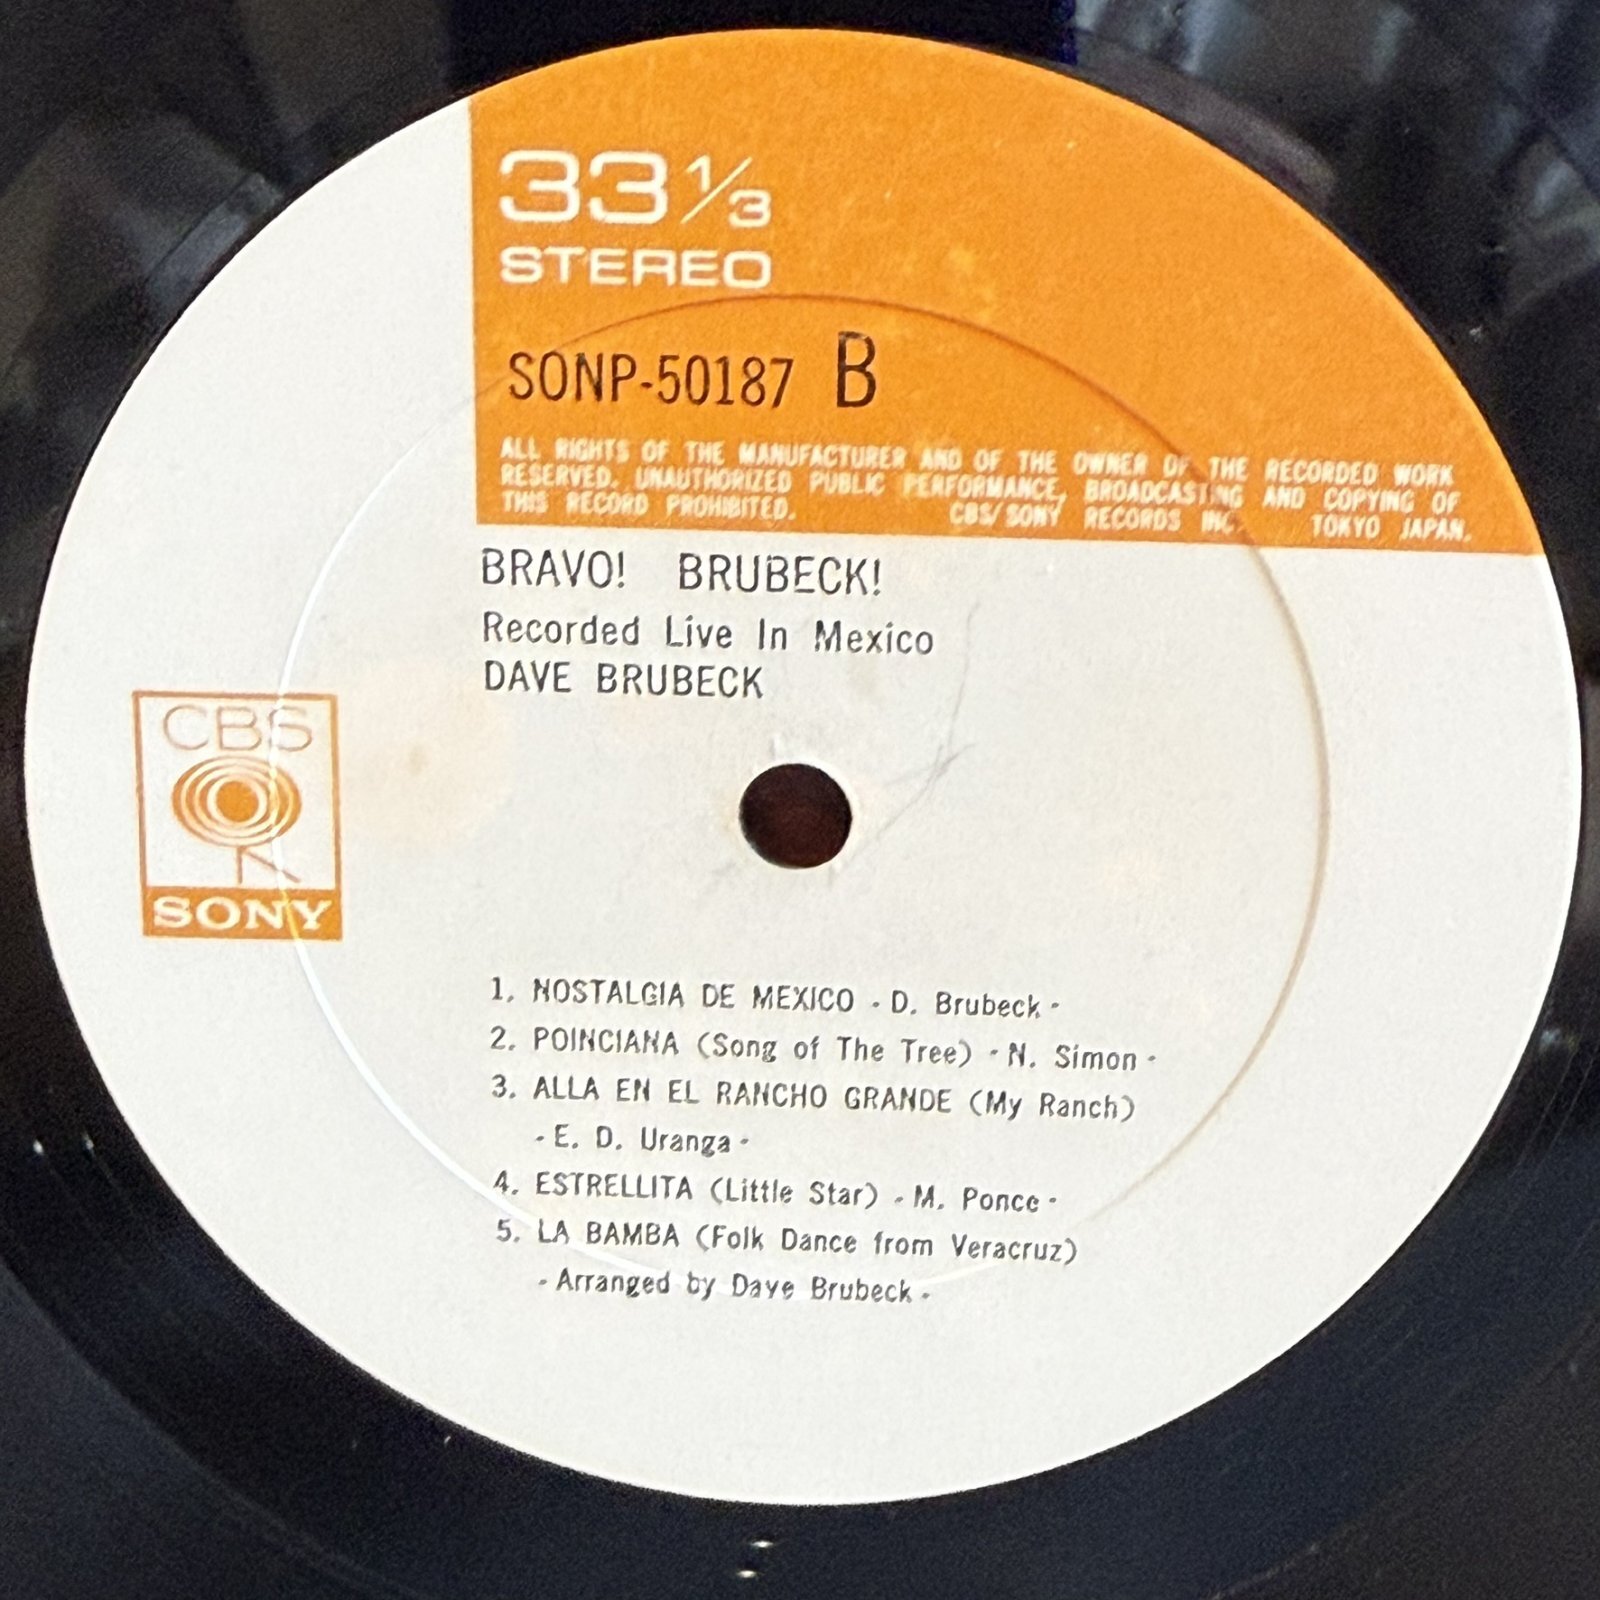 33 1/3
STEREO
SONP-50187 B
ALL RIGHTS OF THE MANUFACTURER AND OF THE OWNER OF THE RECORDED WORK
RESERVED. UNAUTHORIZED PUBLIC PERFORMANCE, BROADCASTING AND COPYING OF
THIS RECORD PROHIBITED. CBS/SONY RECORDS INC. TOKYO JAPAN.
BRAVO! BRUBECK!
Recorded Live In Mexico
DAVE BRUBECK
CBS
SONY
1. NOSTALGIA DE MEXICO - D. Brubeck -
2. POINCIANA (Song of The Tree) - N. Simon -
3. ALLA EN EL RANCHO GRANDE (My Ranch)
- E. D. Uranga -
4. ESTRELLITA (Little Star) - M. Ponce -
5. LA BAMBA (Folk Dance from Veracruz)
- Arranged by Dave Brubeck -